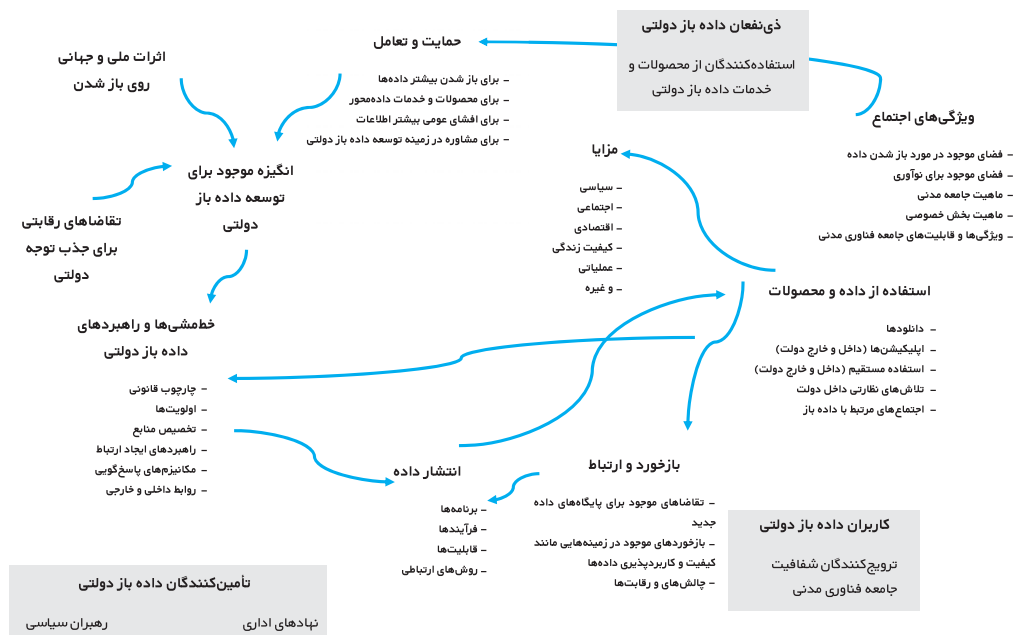 ذی‌نفعان داده باز دولتی
استفاده‌کنندگان از محصولات و
خدمات داده باز دولتی
حمایت و تعامل
– برای باز شدن بیشتر داده‌ها
– برای محصولات و خدمات داده‌محور
– برای افشای عمومی بیشتر اطلاعات
– برای مشاوره در زمینه توسعه داده باز دولتی
اثرات ملی و جهانی
روی باز شدن
ویژگی‌های اجتماع
– فضای موجود در مورد باز شدن داده
– فضای موجود برای نوآوری
– ماهیت جامعه مدنی
– ماهیت بخش خصوصی
– ویژگی‌ها و قابلیت‌های جامعه فناوری مدنی
مزایا
– سیاسی
– اجتماعی
– اقتصادی
– کیفیت زندگی
– عملیاتی
– و غیره
انگیزه موجود برای
توسعه داده باز
دولتی
تقاضاهای رقابتی
برای جذب توجه
دولتی
استفاده از داده و محصولات
– دانلودها
– اپلیکیشن‌ها (داخل و خارج دولت)
– استفاده مستقیم (داخل و خارج دولت)
– تلاش‌های نظارتی داخل دولت
– اجتماع‌های مرتبط با داده باز
خط‌مشی‌ها و راهبردهای
داده باز دولتی
– چارچوب قانونی
– اولویت‌ها
– تخصیص منابع
– راهبردهای ایجاد ارتباط
– مکانیزم‌های پاسخ‌گویی
– روابط داخلی و خارجی
بازخورد و ارتباط
– تقاضاهای موجود برای پایگاه‌های داده
جدید
– بازخوردهای موجود در زمینه‌هایی مانند
کیفیت و کاربردپذیری داده‌ها
– چالش‌های و رقابت‌ها
انتشار داده
– برنامه‌ها
– فرآیندها
– قابلیت‌ها
– روش‌های ارتباطی
کاربران داده باز دولتی
ترویج‌کنندگان شفافیت
جامعه فناوری مدنی
تأمین‌کنندگان داده باز دولتی
نهادهای اداری رهبران سیاسی